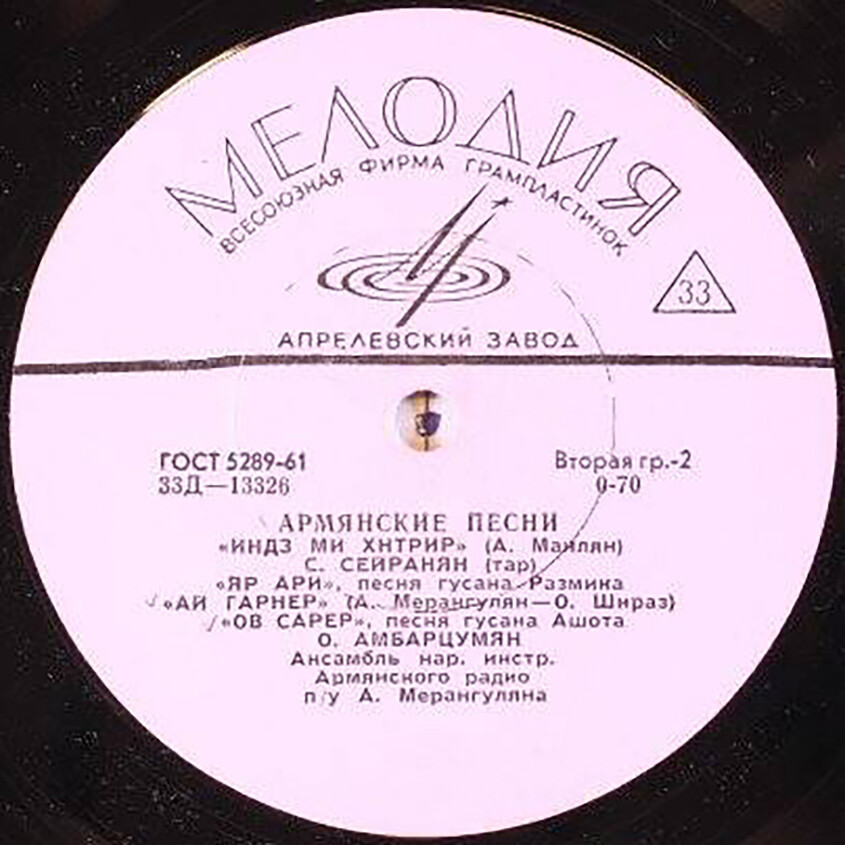 МЕЛОДИЯ
ВСЕСОЮЗНАЯ ФИРМА ГРАМПЛАСТИНОК
33
АПРЕЛЕВСКИЙ ЗАВОД
ГОСТ 5289-61 Вторая гр.-2
33Д—13326 0-70
АРМЯНСКИЕ ПЕСНИ
«ИНДЗ МИ ХНТРИР» (А. Маилян)
С. СЕЙРАНЯН (тар)
«ЯР АРИ», песня гусана Размика
«АЙ ГАРНЕР» (А. Мерангулян—О. Шираз)
«ОВ САРЕР», песня гусана Ашота
О. АМБАРЦУМЯН
Ансамбль нар. инстр.
Армянского радио
п/у А. Мерангуляна